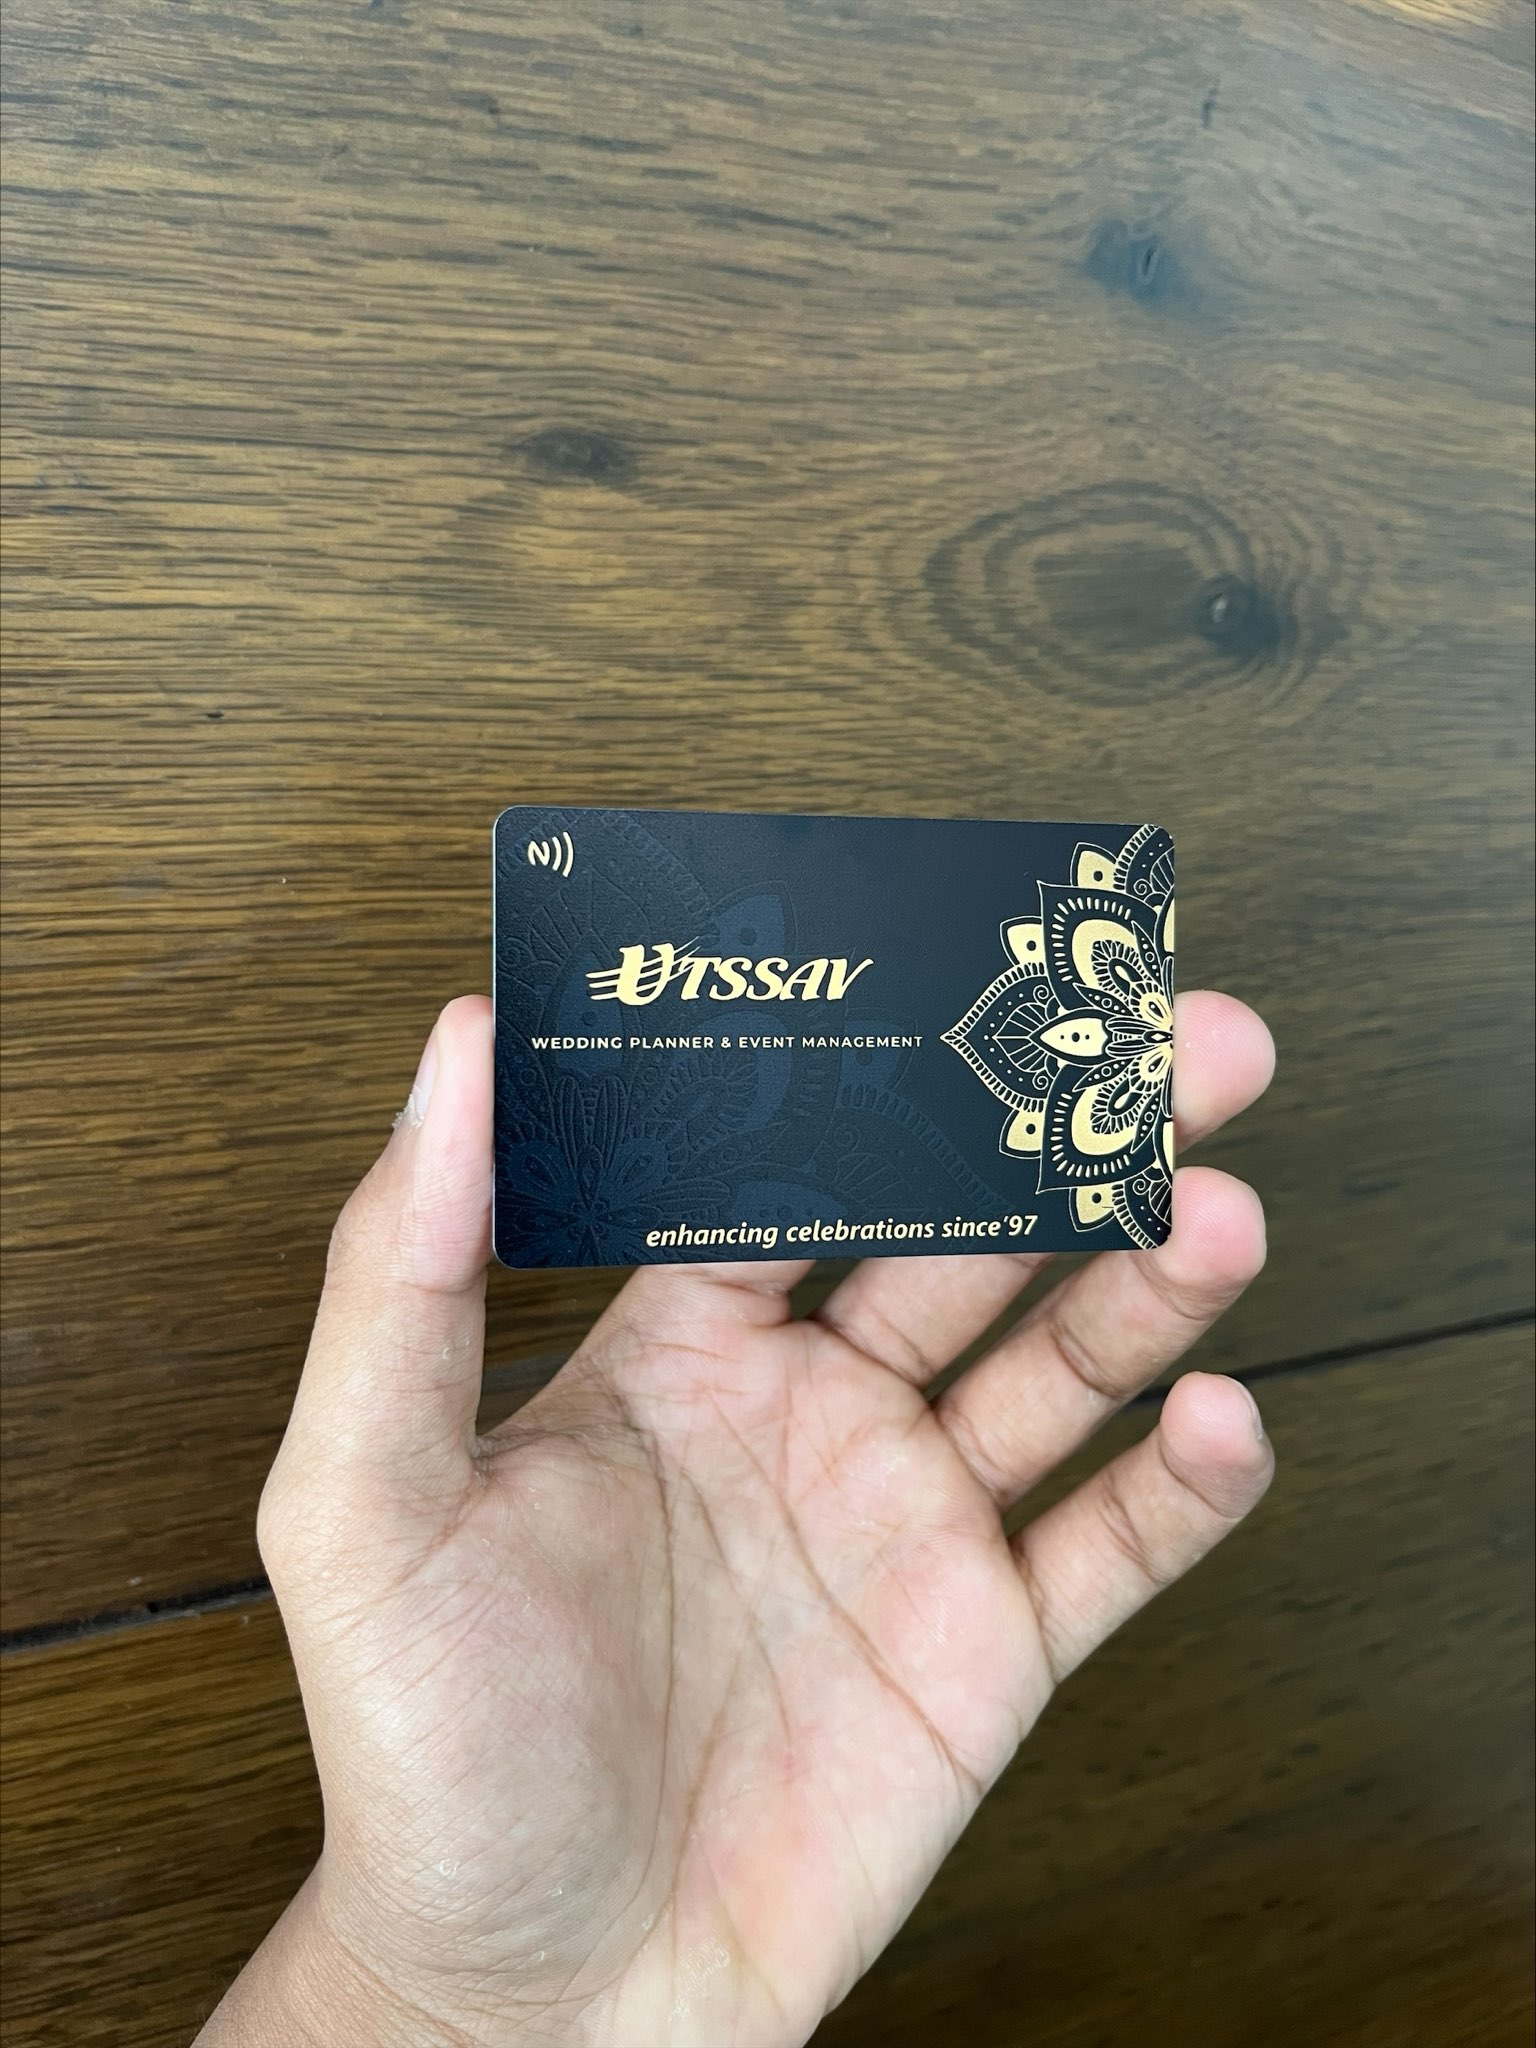 UTSSAV
WEDDING PLANNER & EVENT MANAGEMENT
enhancing celebrations since'97